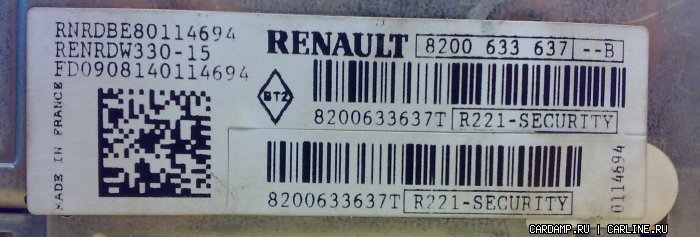 RNRDBE80114694
RENRDW330-15
FD0908140114694
MADE IN FRANCE
RENAULT 8200 633 637 --B
8200633637T R221-SECURITY
8200633637T R221-SECURITY
0114694
CARDAMP.RU | CARLINE.RU